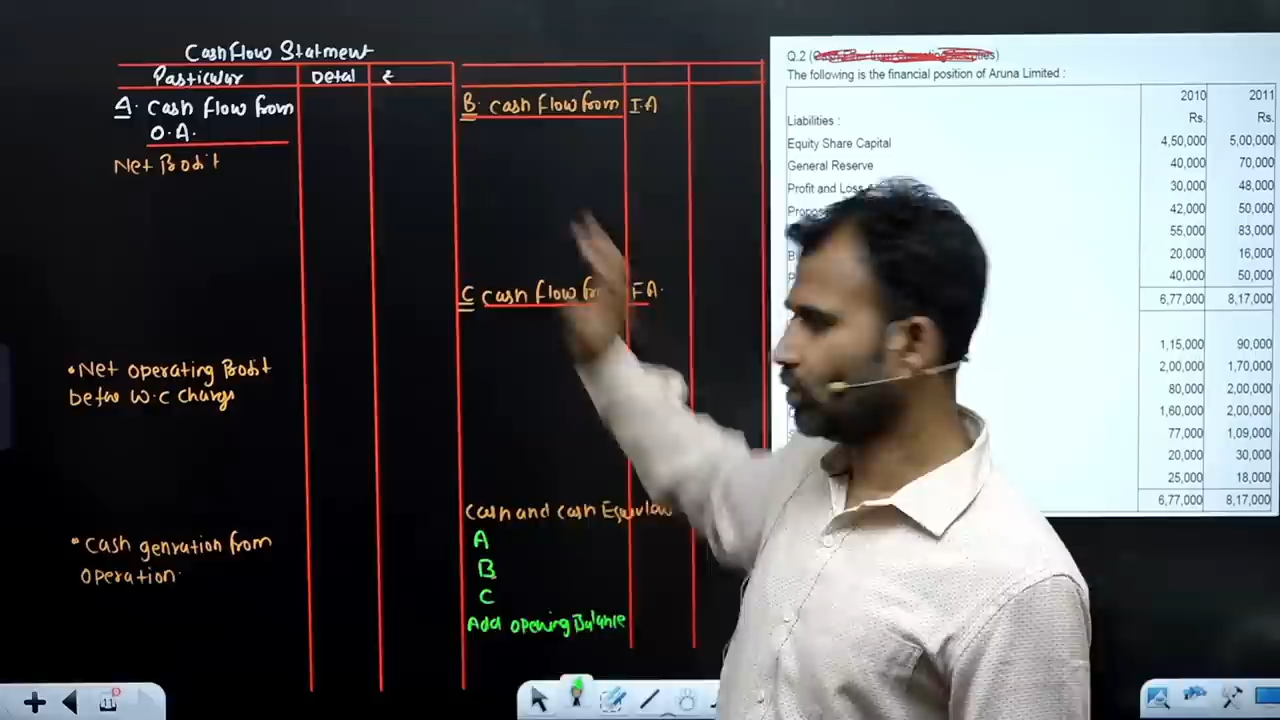 Cash Flow Statment
Particular Detal ₹
A. Cash flow from
O.A.
Net Profit
• Net operating Profit
before W.C Change
• Cash genration from
operation
B. Cash flow from I.A
C Cash flow from FA.
Cash and cash
A
B
C
Add opening Balance
Q.2
The following is the financial position of Aruna Limited :
2010 2011
Rs. Rs.
Liabilities :
Equity Share Capital 4,50,000 5,00,000
General Reserve 40,000 70,000
Profit and Loss 30,000 48,000
42,000 50,000
55,000 83,000
20,000 16,000
40,000 50,000
6,77,000 8,17,000
1,15,000 90,000
2,00,000 1,70,000
80,000 2,00,000
1,60,000 2,00,000
77,000 1,09,000
20,000 30,000
25,000 18,000
6,77,000 8,17,000
11